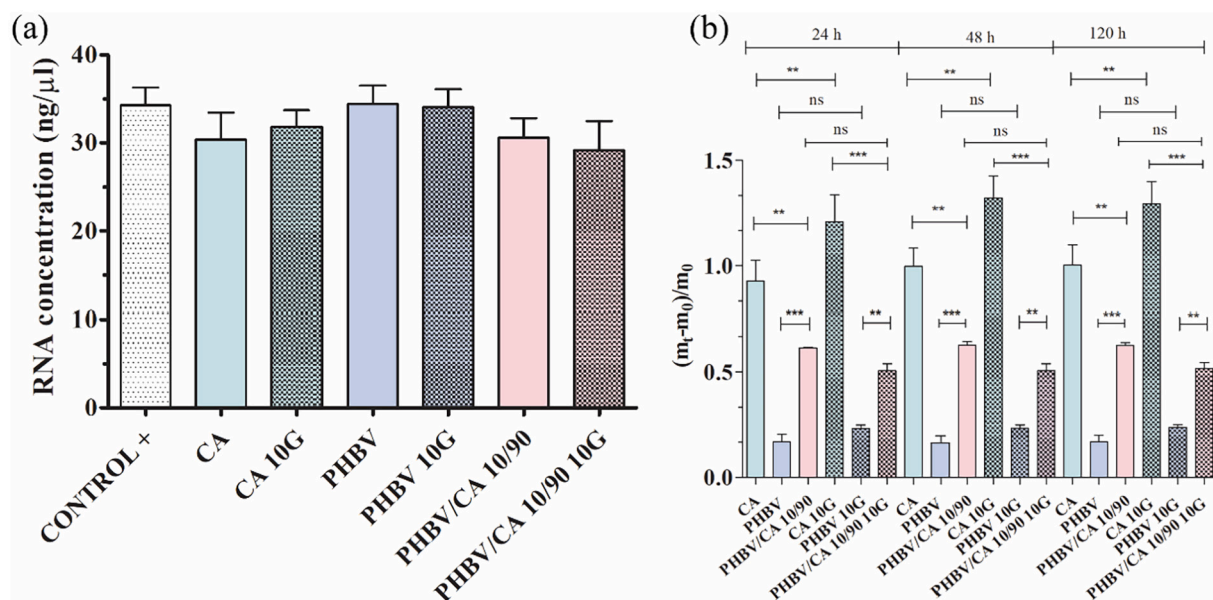 (a)
RNA concentration (ng/µl)
40
30
20
10
0
CONTROL +
CA
CA 10G
PHBV
PHBV 10G
PHBV/CA 10/90
PHBV/CA 10/90 10G
(b)
24 h
48 h
120 h
**
**
**
ns
ns
ns
ns
ns
ns
***
***
***
**
**
**
***
**
***
**
***
**
(mt-m0)/m0
1.5
1.0
0.5
0.0
CA
PHBV
PHBV/CA 10/90
CA 10G
PHBV 10G
PHBV/CA 10/90 10G
CA
PHBV
PHBV/CA 10/90
CA 10G
PHBV 10G
PHBV/CA 10/90 10G
CA
PHBV
PHBV/CA 10/90
CA 10G
PHBV 10G
PHBV/CA 10/90 10G